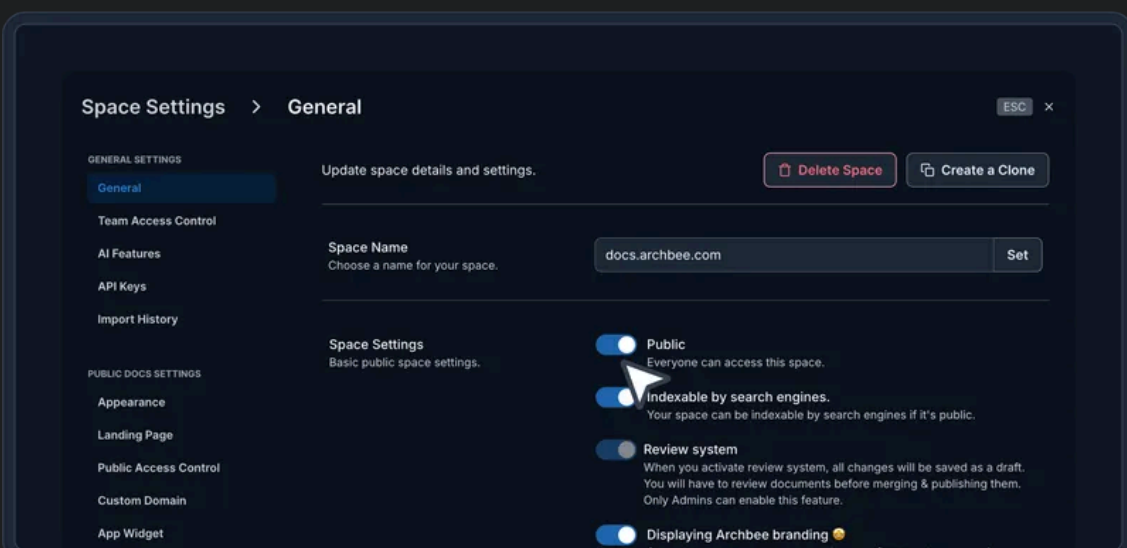 Space Settings > General
ESC ×
GENERAL SETTINGS
General
Team Access Control
AI Features
API Keys
Import History
PUBLIC DOCS SETTINGS
Appearance
Landing Page
Public Access Control
Custom Domain
App Widget
Update space details and settings.
Delete Space
Create a Clone
Space Name
Choose a name for your space.
docs.archbee.com
Set
Space Settings
Basic public space settings.
Public
Everyone can access this space.
Indexable by search engines.
Your space can be indexable by search engines if it's public.
Review system
When you activate review system, all changes will be saved as a draft.
You will have to review documents before merging & publishing them.
Only Admins can enable this feature.
Displaying Archbee branding 🤩